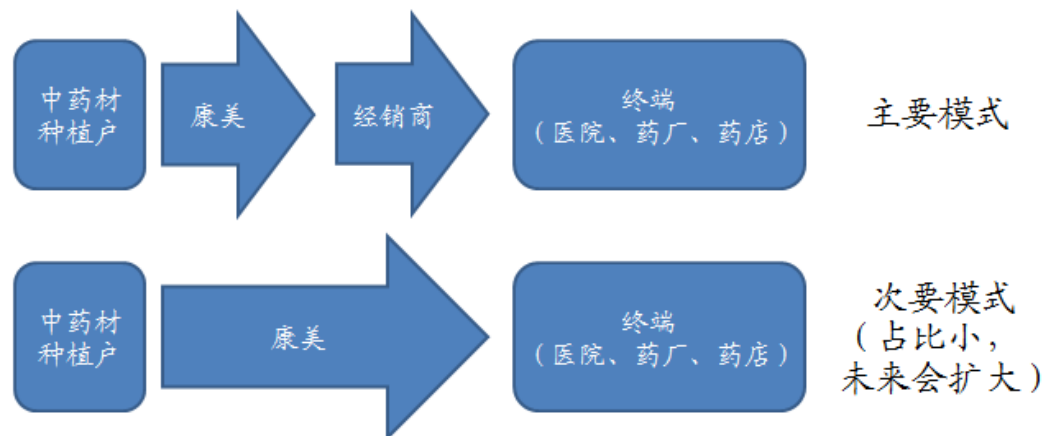 中药材
种植户
康美
经销商
终端
（医院、药厂、药店）
主要模式
中药材
种植户
康美
终端
（医院、药厂、药店）
次要模式
（占比小，
未来会扩大）